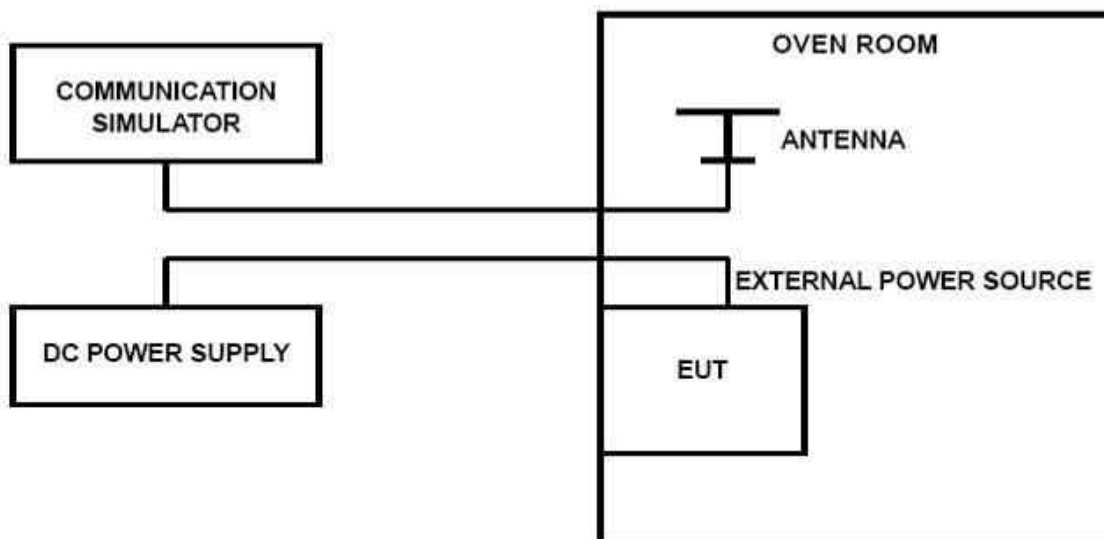 OVEN ROOM
COMMUNICATION
SIMULATOR
ANTENNA
EXTERNAL POWER SOURCE
DC POWER SUPPLY
EUT